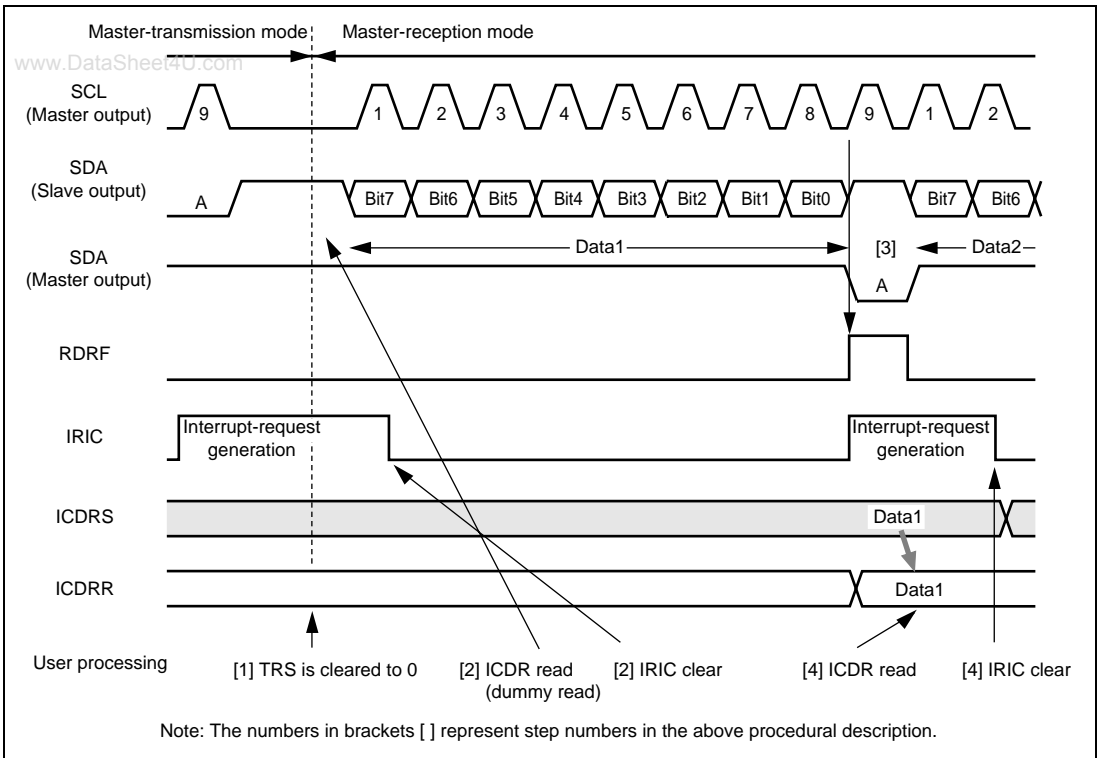 Master-transmission mode Master-reception mode
www.DataSheet4U.com
SCL
(Master output)
9 1 2 3 4 5 6 7 8 9 1 2
SDA
(Slave output)
A Bit7 Bit6 Bit5 Bit4 Bit3 Bit2 Bit1 Bit0 Bit7 Bit6
Data1 [3] Data2
SDA
(Master output)
A
RDRF
IRIC
Interrupt-request
generation
Interrupt-request
generation
ICDRS
Data1
ICDRR
Data1
User processing
[1] TRS is cleared to 0
[2] ICDR read
(dummy read)
[2] IRIC clear
[4] ICDR read
[4] IRIC clear
Note: The numbers in brackets [ ] represent step numbers in the above procedural description.